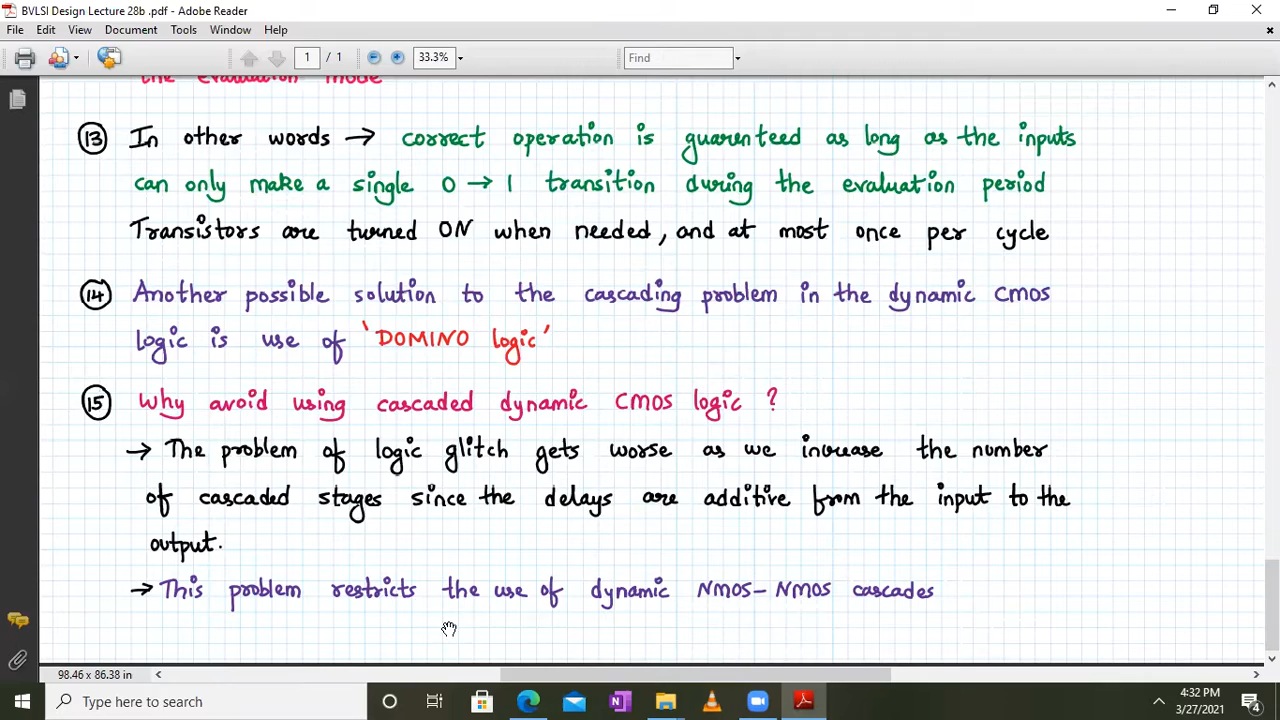 BVLSI Design Lecture 28b .pdf - Adobe Reader
File Edit View Document Tools Window Help
1 / 1 33.3% Find
the evaluation mode
13 In other words → correct operation is guarenteed as long as the inputs
can only make a single 0 → 1 transition during the evaluation period
Transistors are turned ON when needed, and at most once per cycle
14 Another possible solution to the cascading problem in the dynamic CMOS
logic is use of 'DOMINO logic'
15 Why avoid using cascaded dynamic CMOS logic ?
→ The problem of logic glitch gets worse as we increase the number
of cascaded stages since the delays are additive from the input to the
output.
→ This problem restricts the use of dynamic NMOS-NMOS cascades
98.46 x 86.38 in
Type here to search
4:32 PM
3/27/2021
4